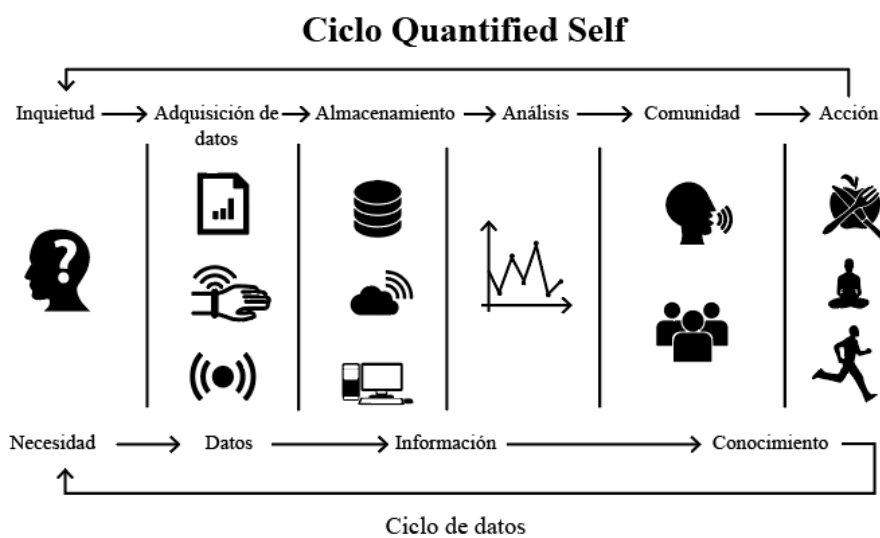 Ciclo Quantified Self
Inquietud Adquisición de datos Almacenamiento Análisis Comunidad Acción
?
Necesidad Datos Información Conocimiento
Ciclo de datos